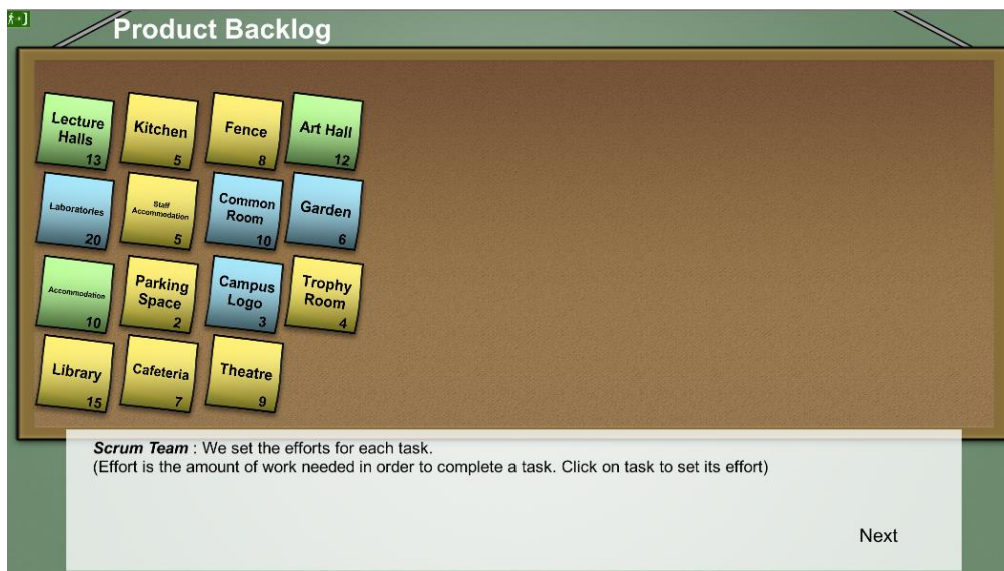 Product Backlog
Lecture
Halls
13
Kitchen
5
Fence
8
Art Hall
12
Laboratories
20
Staff
Accommodation
5
Common
Room
10
Garden
6
Accommodation
10
Parking
Space
2
Campus
Logo
3
Trophy
Room
4
Library
15
Cafeteria
7
Theatre
9
Scrum Team : We set the efforts for each task.
(Effort is the amount of work needed in order to complete a task. Click on task to set its effort)
Next